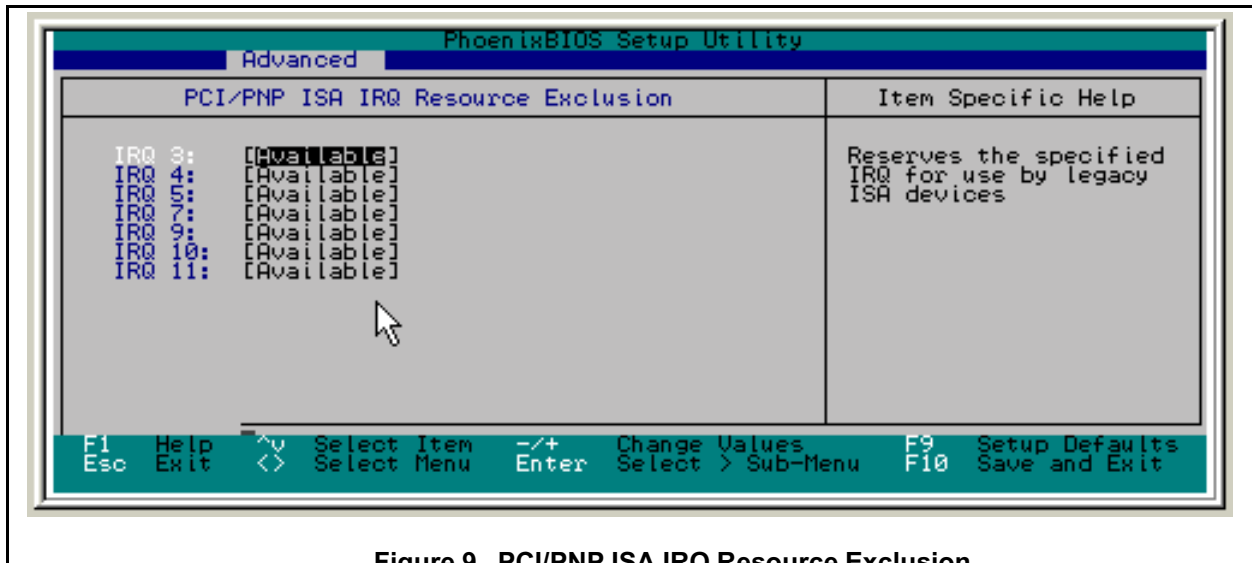 PhoenixBIOS Setup Utility
Advanced
PCI/PNP ISA IRQ Resource Exclusion
Item Specific Help
IRQ 3: [Available]
IRQ 4: [Available]
IRQ 5: [Available]
IRQ 7: [Available]
IRQ 9: [Available]
IRQ 10: [Available]
IRQ 11: [Available]
Reserves the specified
IRQ for use by legacy
ISA devices
F1 Help ^v Select Item -/+ Change Values F9 Setup Defaults
Esc Exit <> Select Menu Enter Select > Sub-Menu F10 Save and Exit
Figure 9. PCI/PNP ISA IRQ Resource Exclusion